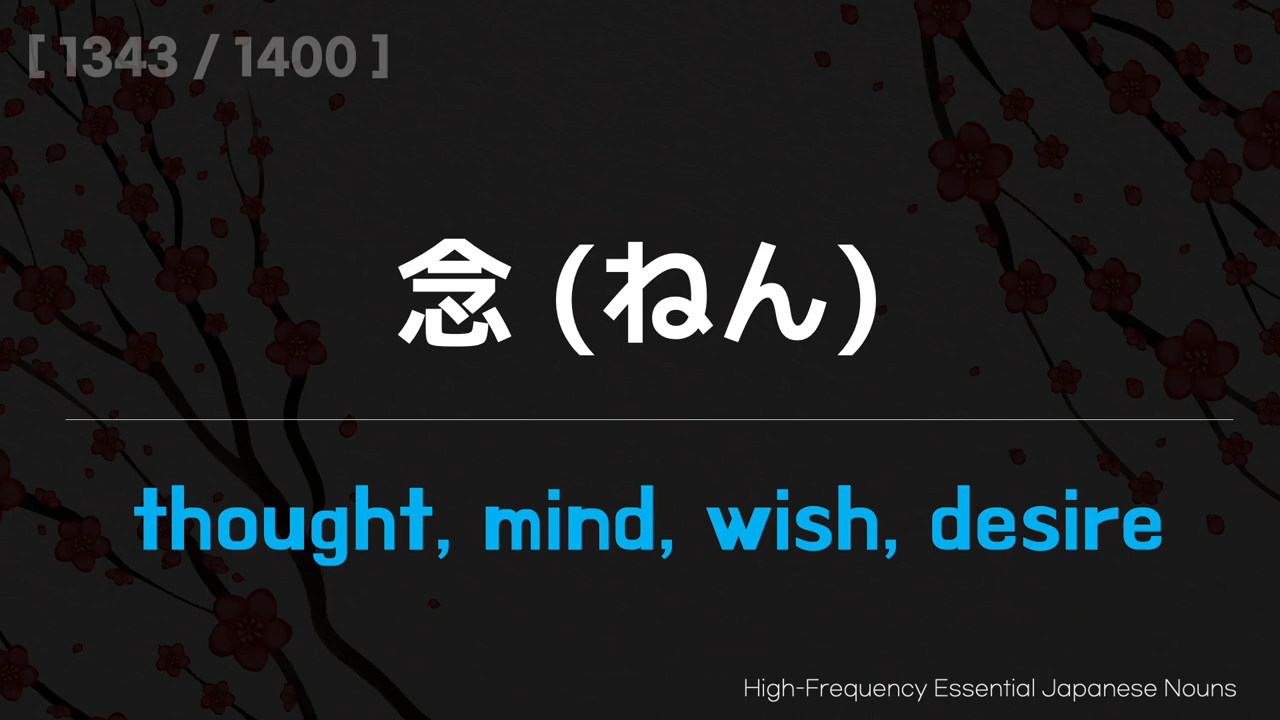 [ 1343 / 1400 ]
念 (ねん)
thought, mind, wish, desire
High-Frequency Essential Japanese Nouns